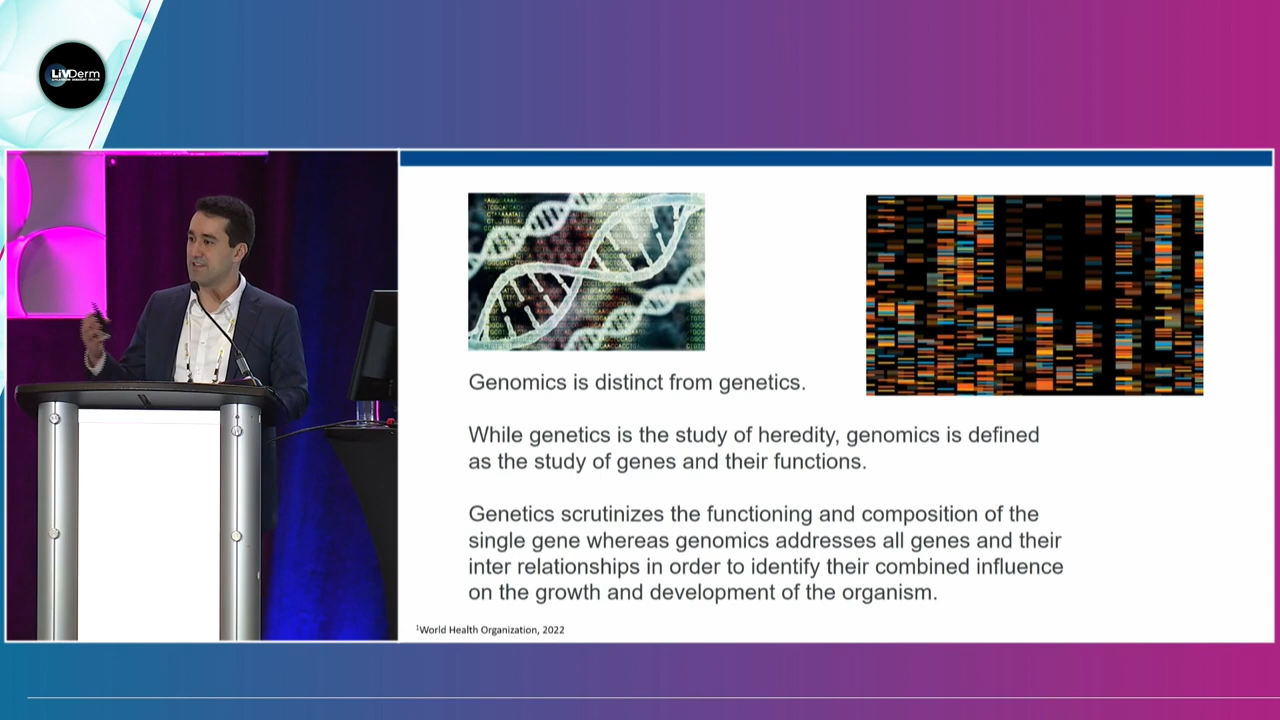 LiVDerm
Genomics is distinct from genetics.
While genetics is the study of heredity, genomics is defined
as the study of genes and their functions.
Genetics scrutinizes the functioning and composition of the
single gene whereas genomics addresses all genes and their
inter relationships in order to identify their combined influence
on the growth and development of the organism.
¹World Health Organization, 2022